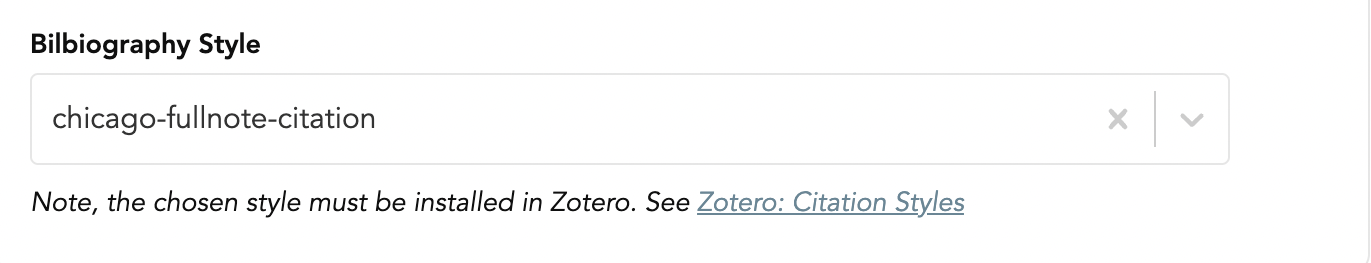 Bilbiography Style
chicago-fullnote-citation
Note, the chosen style must be installed in Zotero. See Zotero: Citation Styles